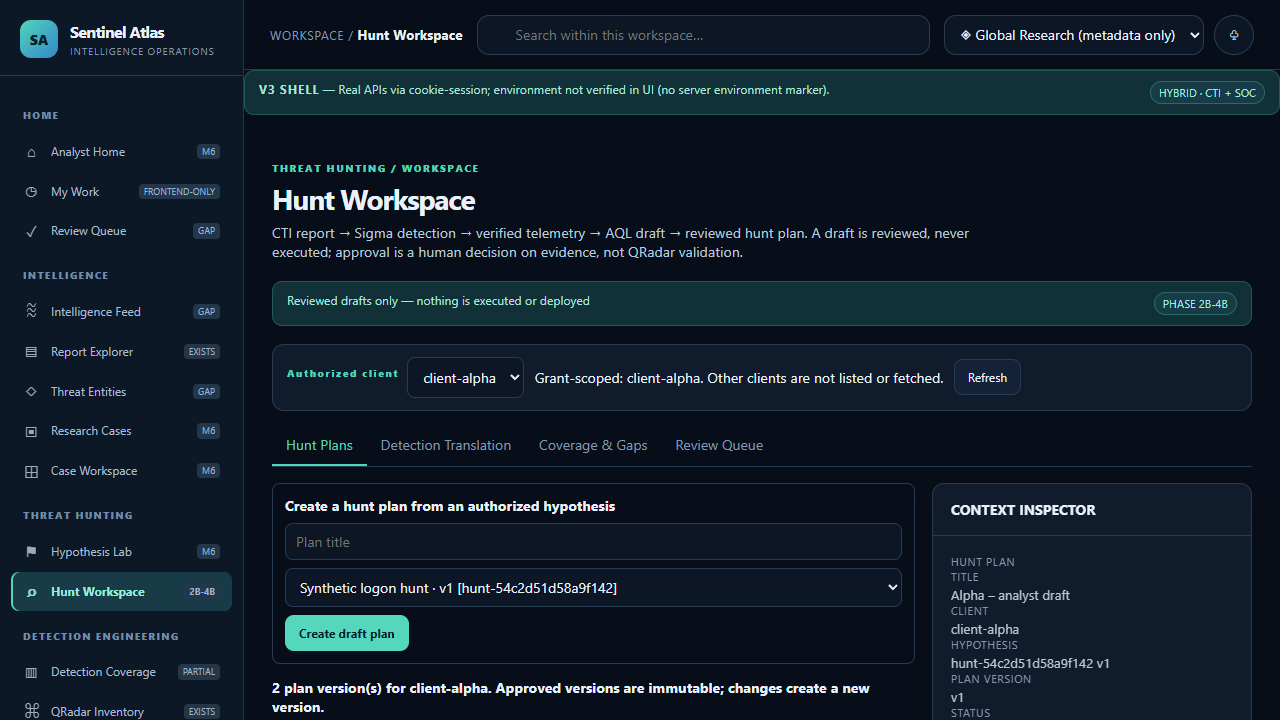 SA
Sentinel Atlas
INTELLIGENCE OPERATIONS
HOME
Analyst Home M6
My Work FRONTEND-ONLY
Review Queue GAP
INTELLIGENCE
Intelligence Feed GAP
Report Explorer EXISTS
Threat Entities GAP
Research Cases M6
Case Workspace M6
THREAT HUNTING
Hypothesis Lab M6
Hunt Workspace 2B-4B
DETECTION ENGINEERING
Detection Coverage PARTIAL
QRadar Inventory EXISTS
WORKSPACE / Hunt Workspace
Search within this workspace...
◈ Global Research (metadata only)
V3 SHELL — Real APIs via cookie-session; environment not verified in UI (no server environment marker).
HYBRID · CTI + SOC
THREAT HUNTING / WORKSPACE
Hunt Workspace
CTI report → Sigma detection → verified telemetry → AQL draft → reviewed hunt plan. A draft is reviewed, never
executed; approval is a human decision on evidence, not QRadar validation.
Reviewed drafts only — nothing is executed or deployed
PHASE 2B-4B
Authorized client
client-alpha
Grant-scoped: client-alpha. Other clients are not listed or fetched.
Refresh
Hunt Plans
Detection Translation
Coverage & Gaps
Review Queue
Create a hunt plan from an authorized hypothesis
Plan title
Synthetic logon hunt · v1 [hunt-54c2d51d58a9f142]
Create draft plan
2 plan version(s) for client-alpha. Approved versions are immutable; changes create a new
version.
CONTEXT INSPECTOR
HUNT PLAN
TITLE
Alpha – analyst draft
CLIENT
client-alpha
HYPOTHESIS
hunt-54c2d51d58a9f142 v1
PLAN VERSION
v1
STATUS